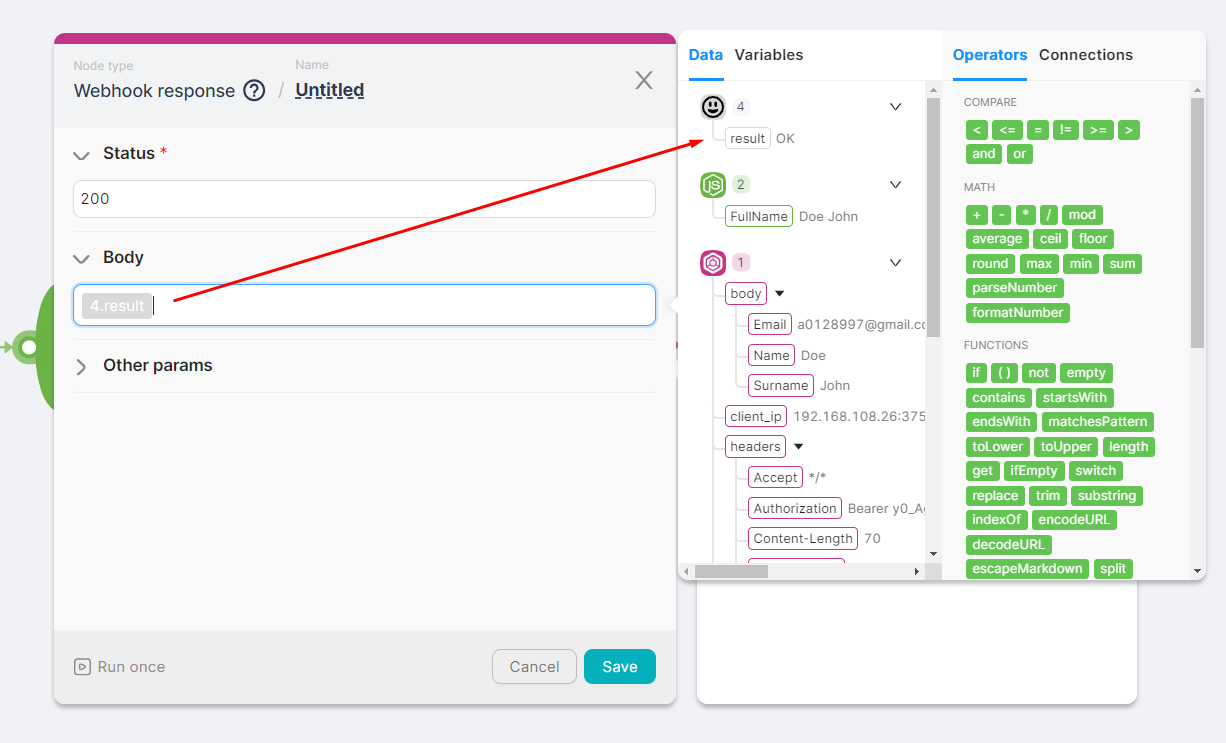 Node type
Webhook response ? / 
Name
Untitled
X
Status *
200
Body
4.result
Other params
Run once
Cancel
Save
Data Variables
4
result OK
JS 2
FullName Doe John
1
body
Email a0128997@gmail.co
Name Doe
Surname John
client_ip 192.168.108.26:375
headers
Accept */*
Authorization Bearer y0_A
Content-Length 70
Operators Connections
COMPARE
< <= = != >= >
and or
MATH
+ - * / mod
average ceil floor
round max min sum
parseNumber
formatNumber
FUNCTIONS
if ( ) not empty
contains startsWith
endsWith matchesPattern
toLower toUpper length
get ifEmpty switch
replace trim substring
indexOf encodeURL
decodeURL
escapeMarkdown split